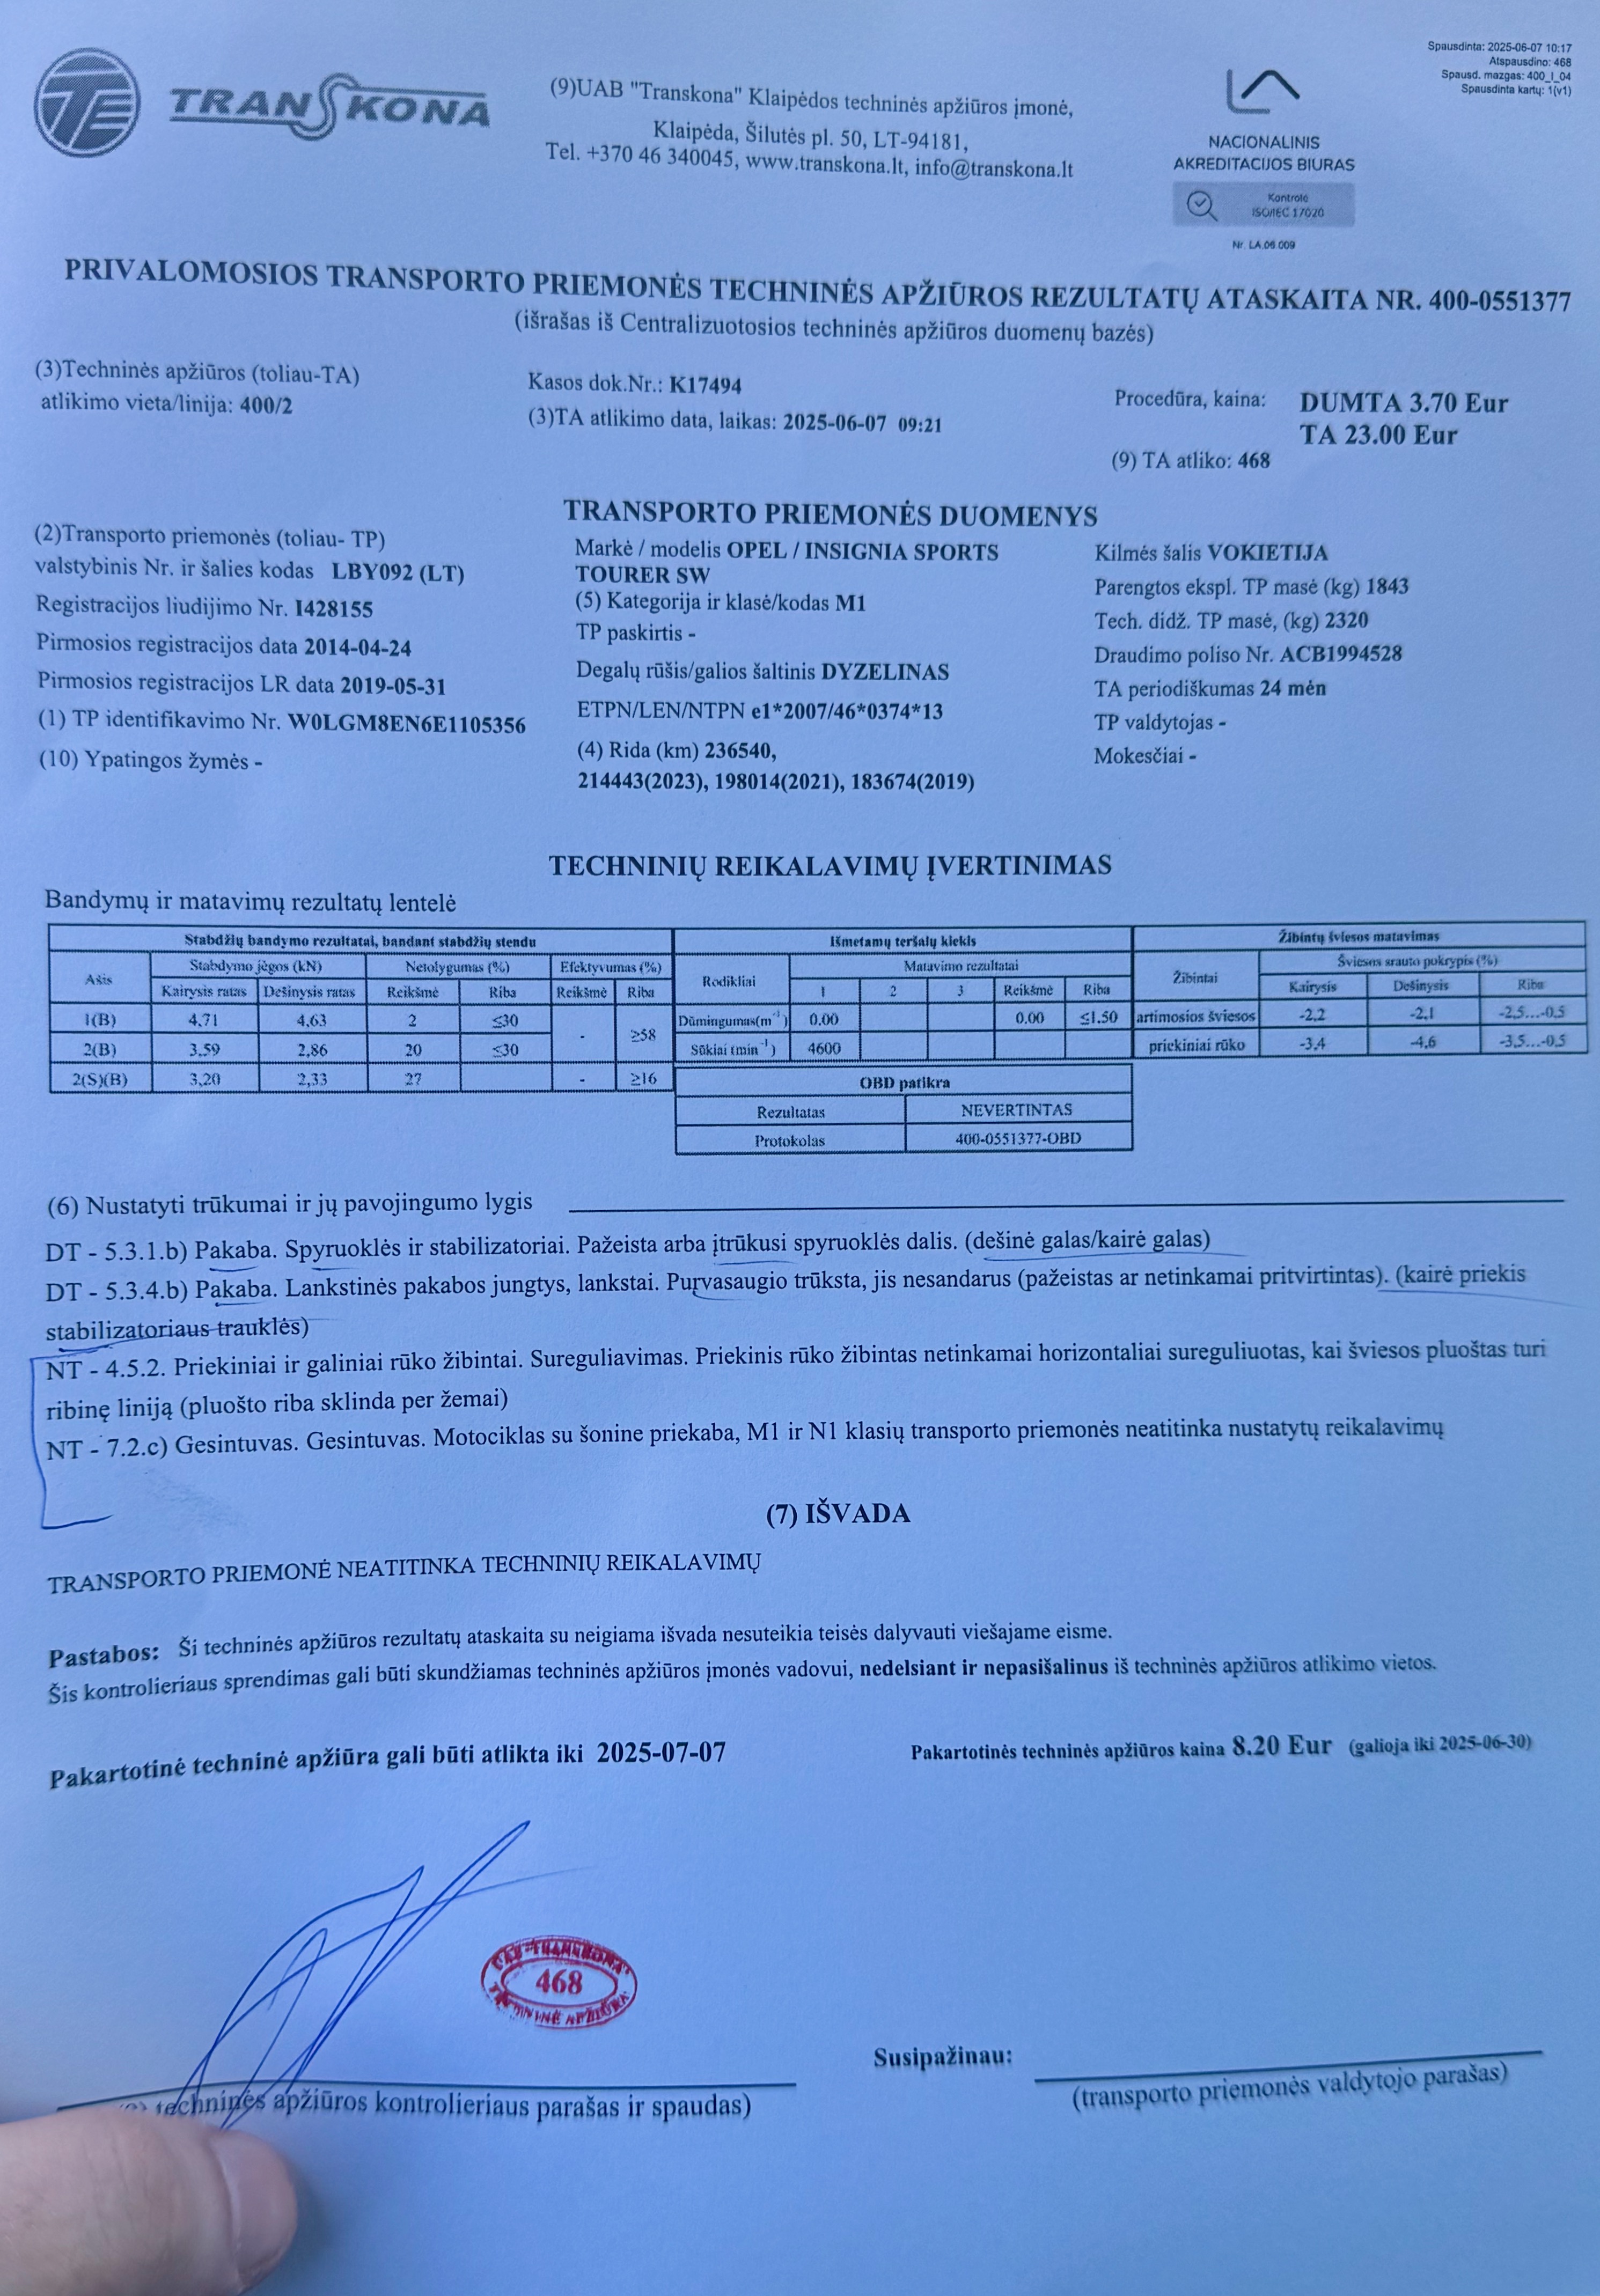 Spausdinta: 2025-06-07 10:17
Atspausdino: 468
Spausd. mazgas: 400_I_04
Spausdinta kartų: 1(v1)
TE TRANSKONA
(9)UAB "Transkona" Klaipėdos techninės apžiūros įmonė,
Klaipėda, Šilutės pl. 50, LT-94181,
Tel. +370 46 340045, www.transkona.lt, info@transkona.lt
NACIONALINIS
AKREDITACIJOS BIURAS
Kontrolė
ISO/IEC 17020
Nr. LA.06.009
PRIVALOMOSIOS TRANSPORTO PRIEMONĖS TECHNINĖS APŽIŪROS REZULTATŲ ATASKAITA NR. 400-0551377
(išrašas iš Centralizuotosios techninės apžiūros duomenų bazės)
(3)Techninės apžiūros (toliau-TA)
atlikimo vieta/linija: 400/2
Kasos dok.Nr.: K17494
(3)TA atlikimo data, laikas: 2025-06-07 09:21
Procedūra, kaina: DUMTA 3.70 Eur
TA 23.00 Eur
(9) TA atliko: 468
TRANSPORTO PRIEMONĖS DUOMENYS
(2)Transporto priemonės (toliau- TP)
valstybinis Nr. ir šalies kodas LBY092 (LT)
Registracijos liudijimo Nr. I428155
Pirmosios registracijos data 2014-04-24
Pirmosios registracijos LR data 2019-05-31
(1) TP identifikavimo Nr. W0LGM8EN6E1105356
(10) Ypatingos žymės -
Markė / modelis OPEL / INSIGNIA SPORTS
TOURER SW
(5) Kategorija ir klasė/kodas M1
TP paskirtis -
Degalų rūšis/galios šaltinis DYZELINAS
ETPN/LEN/NTPN e1*2007/46*0374*13
(4) Rida (km) 236540,
214443(2023), 198014(2021), 183674(2019)
Kilmės šalis VOKIETIJA
Parengtos ekspl. TP masė (kg) 1843
Tech. didž. TP masė, (kg) 2320
Draudimo poliso Nr. ACB1994528
TA periodiškumas 24 mėn
TP valdytojas -
Mokesčiai -
TECHNINIŲ REIKALAVIMŲ ĮVERTINIMAS
Bandymų ir matavimų rezultatų lentelė
Stabdžių bandymo rezultatai, bandant stabdžių stendu
Ašis Stabdymo jėgos (kN) Netolygumas (%) Efektyvumas (%)
Kairysis ratas Dešinysis ratas Reikšmė Riba Reikšmė Riba
1(B) 4,71 4,63 2 ≤30 - ≥58
2(B) 3,59 2,86 20 ≤30
2(S)(B) 3,20 2,33 27 - ≥16
Išmetamų teršalų kiekis
Rodikliai Matavimo rezultatai
1 2 3 Reikšmė Riba
Dūmingumas(m⁻¹) 0.00 0.00 ≤1.50
Sūkiai (min⁻¹) 4600
OBD patikra
Rezultatas NEVERTINTAS
Protokolas 400-0551377-OBD
Žibintų šviesos matavimas
Žibintai Šviesos srauto pokrypis (%)
Kairysis Dešinysis Riba
artimosios šviesos -2,2 -2,1 -2,5...-0,5
priekiniai rūko -3,4 -4,6 -3,5...-0,5
(6) Nustatyti trūkumai ir jų pavojingumo lygis
DT - 5.3.1.b) Pakaba. Spyruoklės ir stabilizatoriai. Pažeista arba įtrūkusi spyruoklės dalis. (dešinė galas/kairė galas)
DT - 5.3.4.b) Pakaba. Lankstinės pakabos jungtys, lankstai. Purvasaugio trūksta, jis nesandarus (pažeistas ar netinkamai pritvirtintas). (kairė priekis
stabilizatoriaus trauklės)
NT - 4.5.2. Priekiniai ir galiniai rūko žibintai. Sureguliavimas. Priekinis rūko žibintas netinkamai horizontaliai sureguliuotas, kai šviesos pluoštas turi
ribinę liniją (pluošto riba sklinda per žemai)
NT - 7.2.c) Gesintuvas. Gesintuvas. Motociklas su šonine priekaba, M1 ir N1 klasių transporto priemonės neatitinka nustatytų reikalavimų
(7) IŠVADA
TRANSPORTO PRIEMONĖ NEATITINKA TECHNINIŲ REIKALAVIMŲ
Pastabos: Ši techninės apžiūros rezultatų ataskaita su neigiama išvada nesuteikia teisės dalyvauti viešajame eisme.
Šis kontrolieriaus sprendimas gali būti skundžiamas techninės apžiūros įmonės vadovui, nedelsiant ir nepasišalinus iš techninės apžiūros atlikimo vietos.
Pakartotinė techninė apžiūra gali būti atlikta iki 2025-07-07
Pakartotinės techninės apžiūros kaina 8.20 Eur (galioja iki 2025-06-30)
UAB "TRANSKONA"
468
TECHNINĖ APŽIŪRA
Susipažinau:
techninės apžiūros kontrolieriaus parašas ir spaudas)
(transporto priemonės valdytojo parašas)